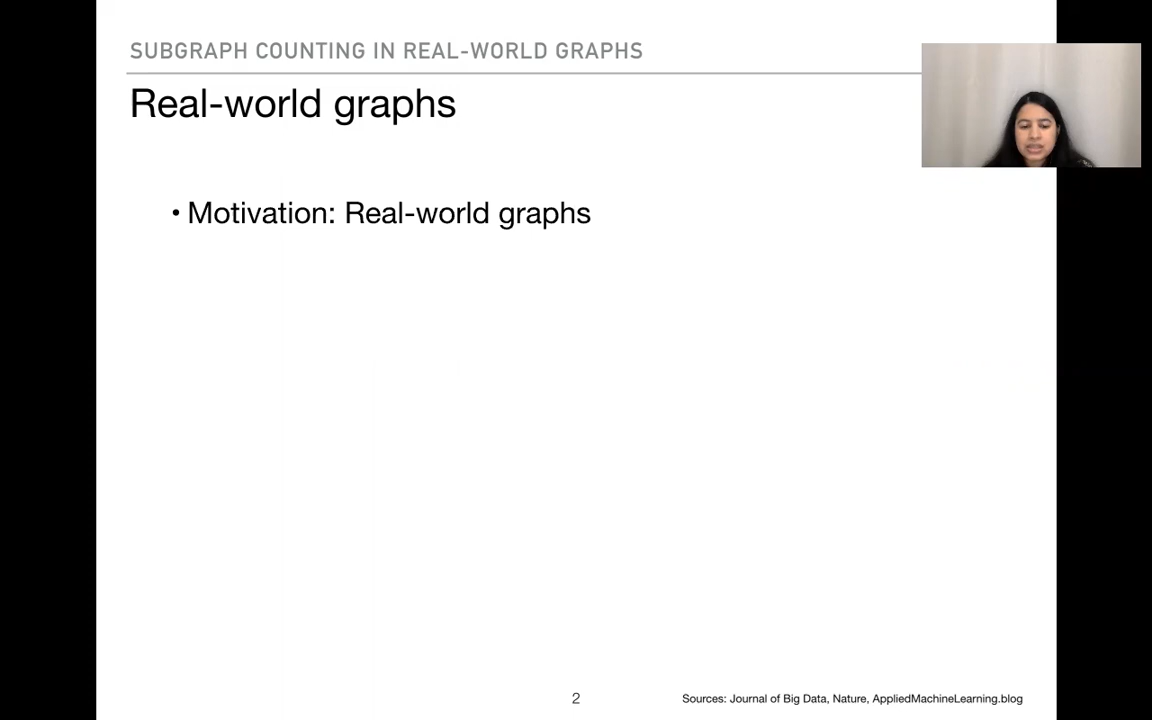 SUBGRAPH COUNTING IN REAL-WORLD GRAPHS
Real-world graphs
• Motivation: Real-world graphs
2
Sources: Journal of Big Data, Nature, AppliedMachineLearning.blog